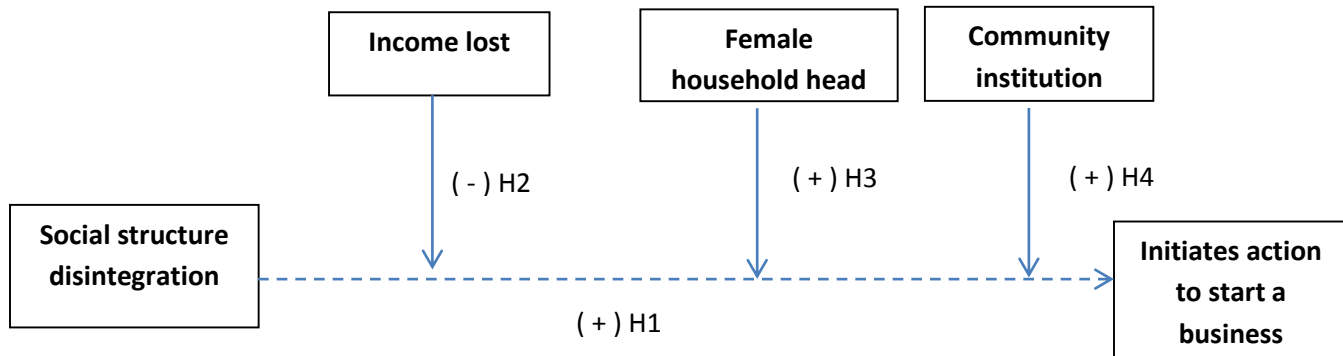 Income lost
Female
household head
Community
institution
( - ) H2
( + ) H3
( + ) H4
Social structure
disintegration
Initiates action
to start a
business
( + ) H1